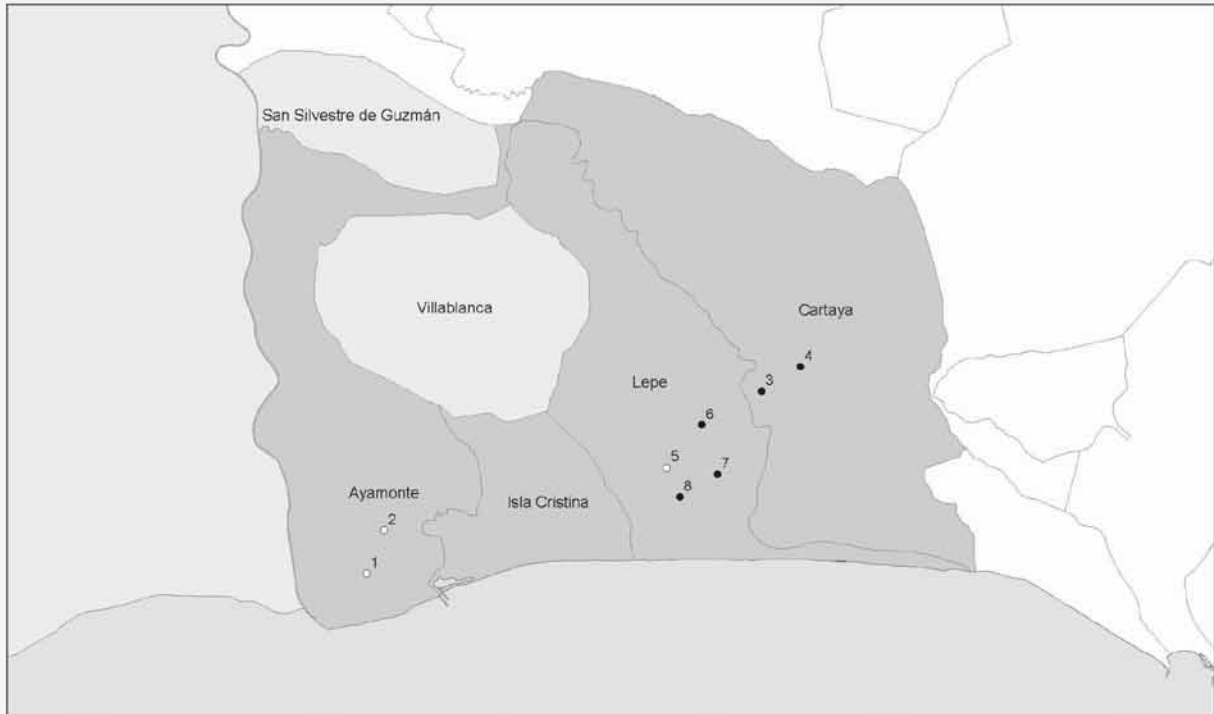 San Silvestre de Guzmán
Villablanca
Cartaya
4
3
Lepe
6
5
7
8
Ayamonte
Isla Cristina
2
1